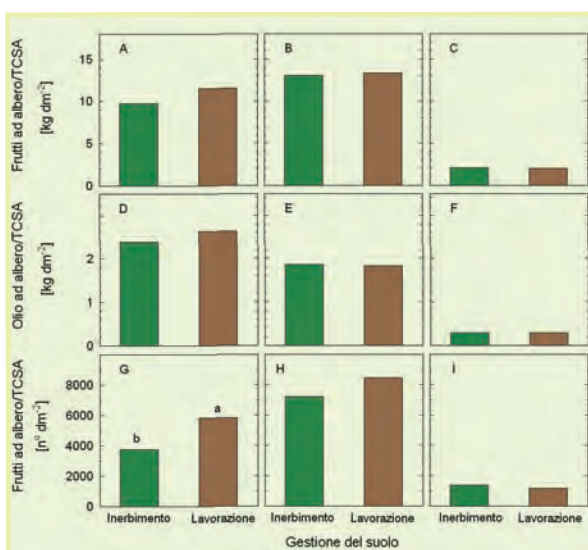 Frutti ad albero/TCSA
[kg dm⁻²]
A
B
C
15
10
5
0
Olio ad albero/TCSA
[kg dm⁻²]
D
E
F
2
1
0
Frutti ad albero/TCSA
[n° dm⁻²]
G
H
I
8000
6000
4000
2000
0
b
a
Inerbimento Lavorazione Inerbimento Lavorazione Inerbimento Lavorazione
Gestione del suolo